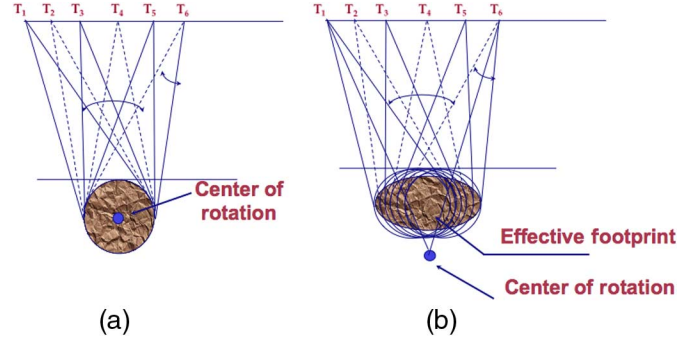 T1 T2 T3 T4 T5 T6
T1 T2 T3 T4 T5 T6
Center of
rotation
Effective footprint
Center of rotation
(a)
(b)